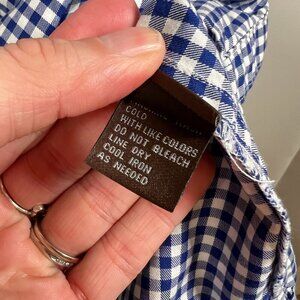 COLD
WITH LIKE COLORS
DO NOT BLEACH
LINE DRY
COOL IRON
AS NEEDED